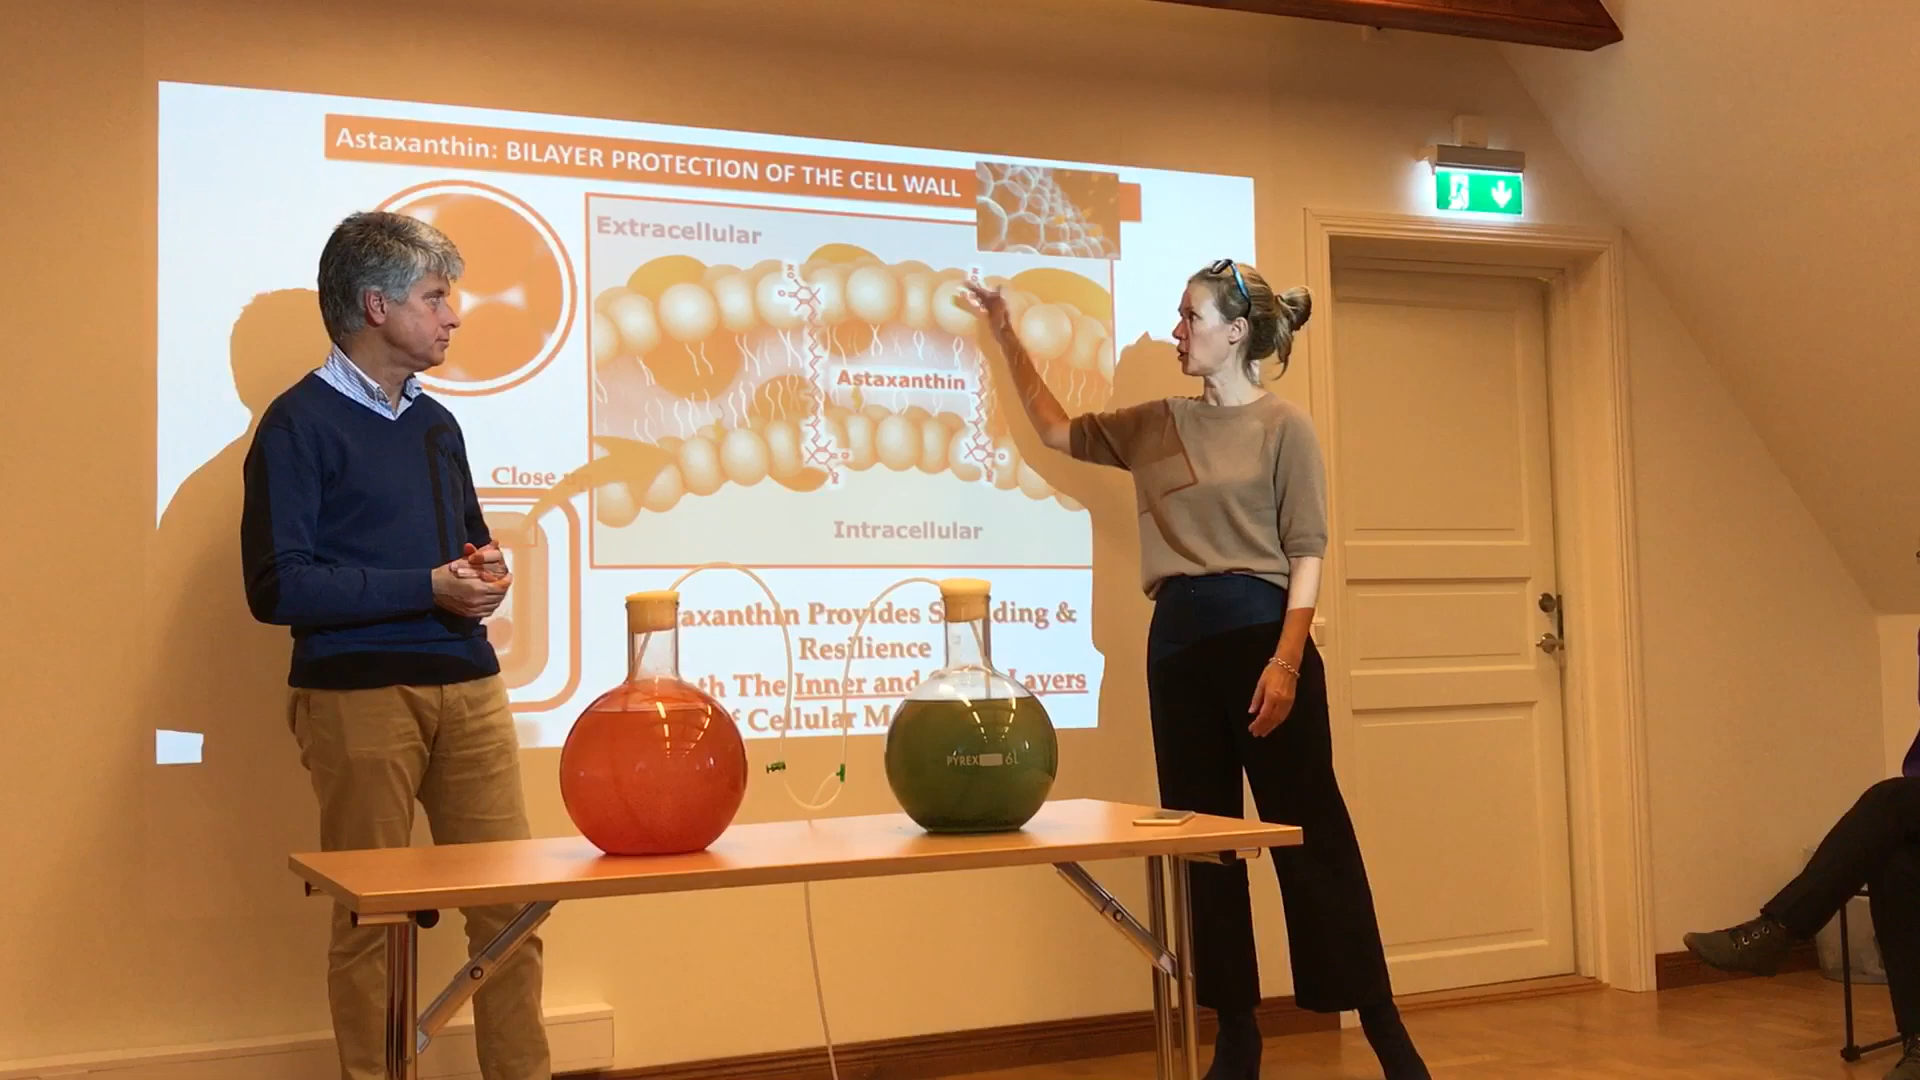 Astaxanthin: BILAYER PROTECTION OF THE CELL WALL
Extracellular
Astaxanthin
Close
Intracellular
Provides
&
Resilience
The Inner and Layers
Cellular
PYREX 6L